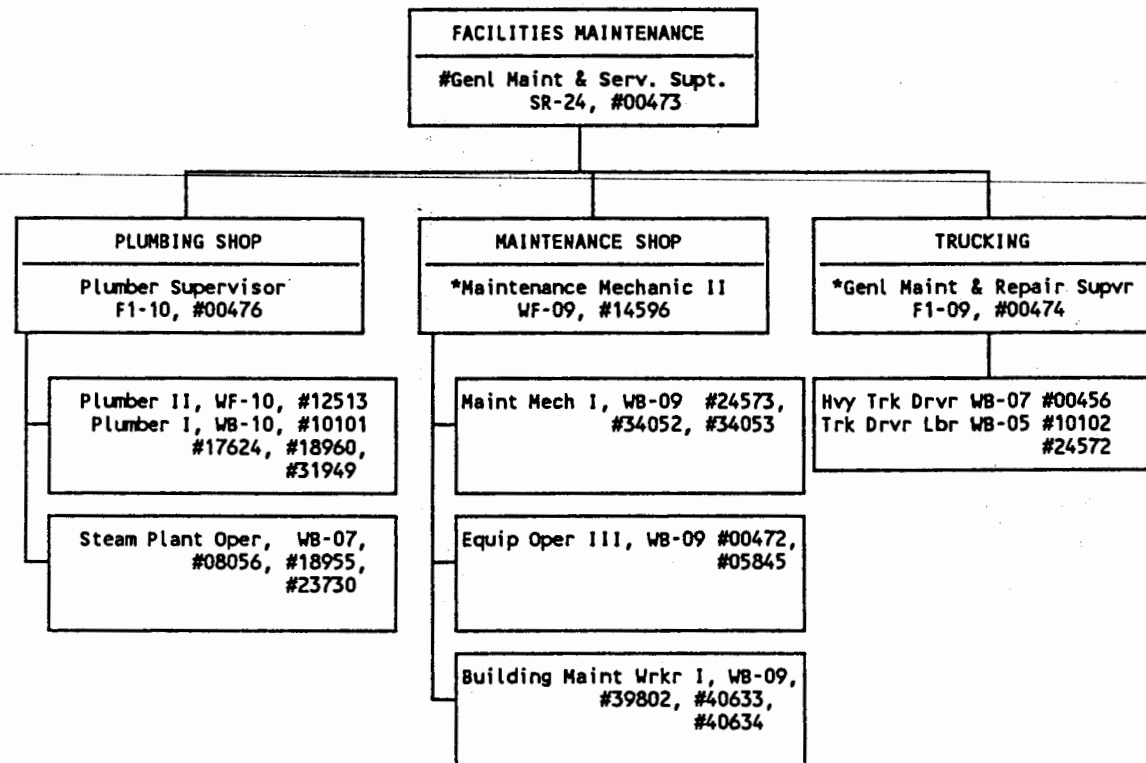 FACILITIES MAINTENANCE
#Genl Maint & Serv. Supt.
SR-24, #00473
PLUMBING SHOP
Plumber Supervisor
F1-10, #00476
Plumber II, WF-10, #12513
Plumber I, WB-10, #10101
#17624, #18960,
#31949
Steam Plant Oper, WB-07,
#08056, #18955,
#23730
MAINTENANCE SHOP
*Maintenance Mechanic II
WF-09, #14596
Maint Mech I, WB-09 #24573,
#34052, #34053
Equip Oper III, WB-09 #00472,
#05845
Building Maint Wrkr I, WB-09,
#39802, #40633,
#40634
TRUCKING
*Genl Maint & Repair Supvr
F1-09, #00474
Hvy Trk Drvr WB-07 #00456
Trk Drvr Lbr WB-05 #10102
#24572